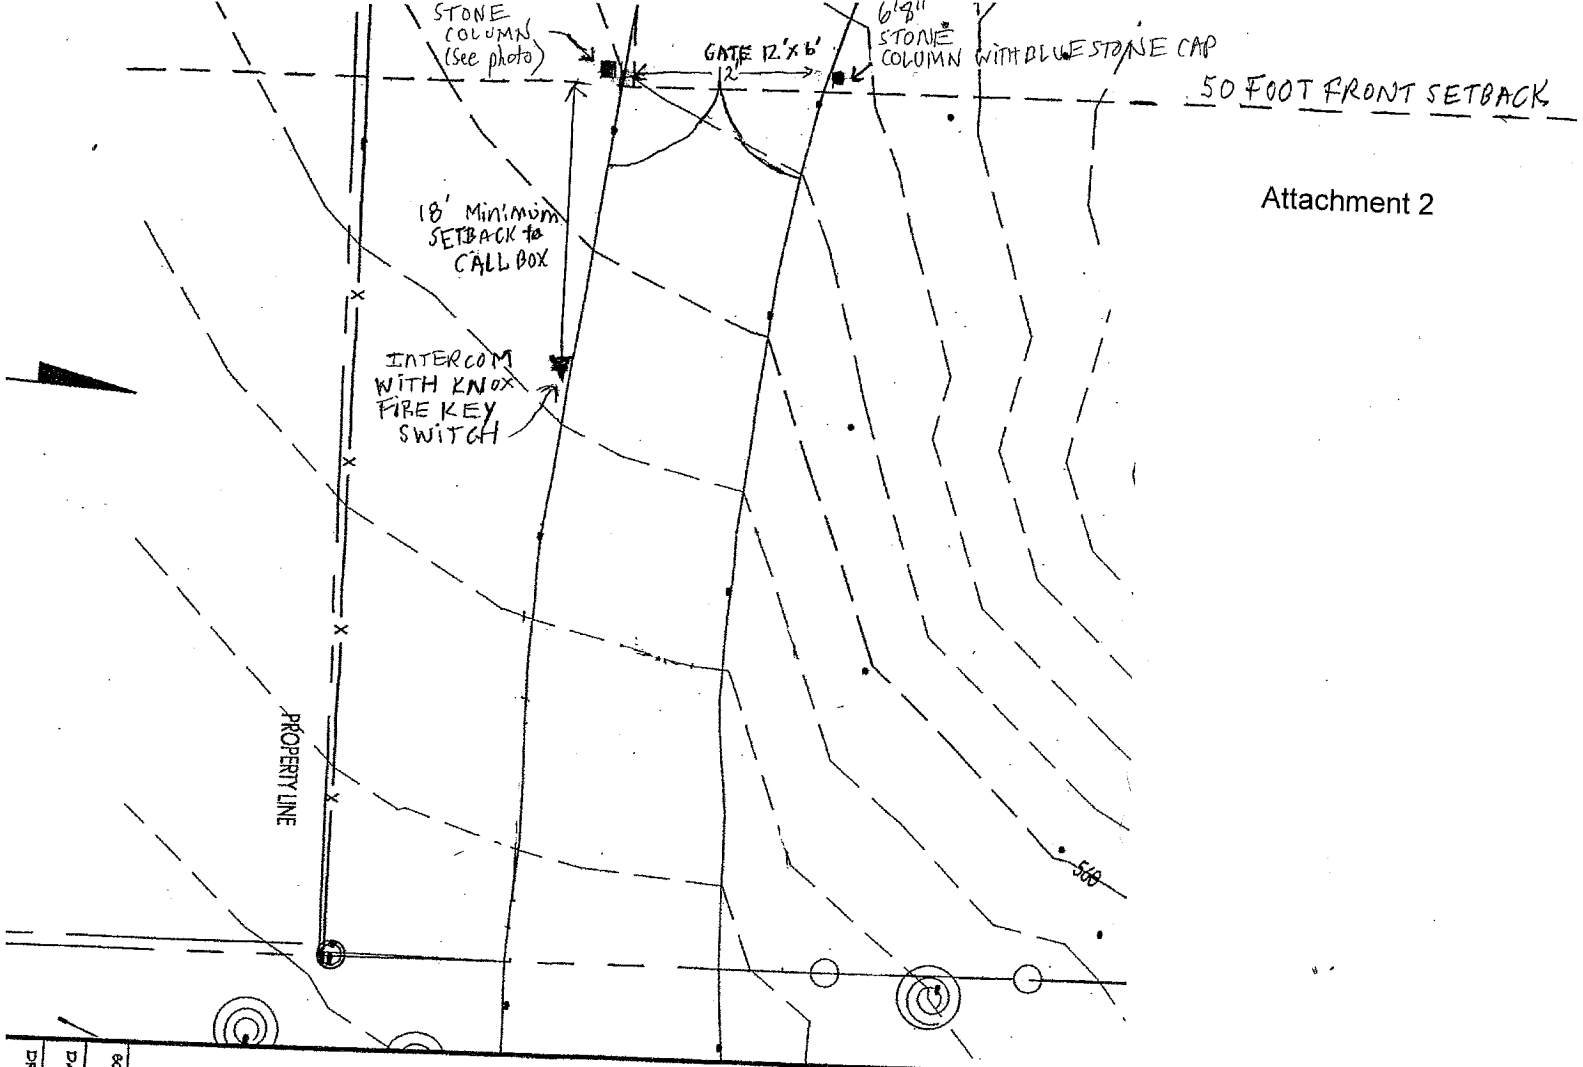 STONE
COLUMN
(See photo)
GATE 12'x6'
2'
6'8"
STONE
COLUMN WITH BLUESTONE CAP
50 FOOT FRONT SETBACK
Attachment 2
18' Minimum
SETBACK to
CALL BOX
INTERCOM
WITH KNOX
FIRE KEY
SWITCH
X
X
X
X
PROPERTY LINE
560